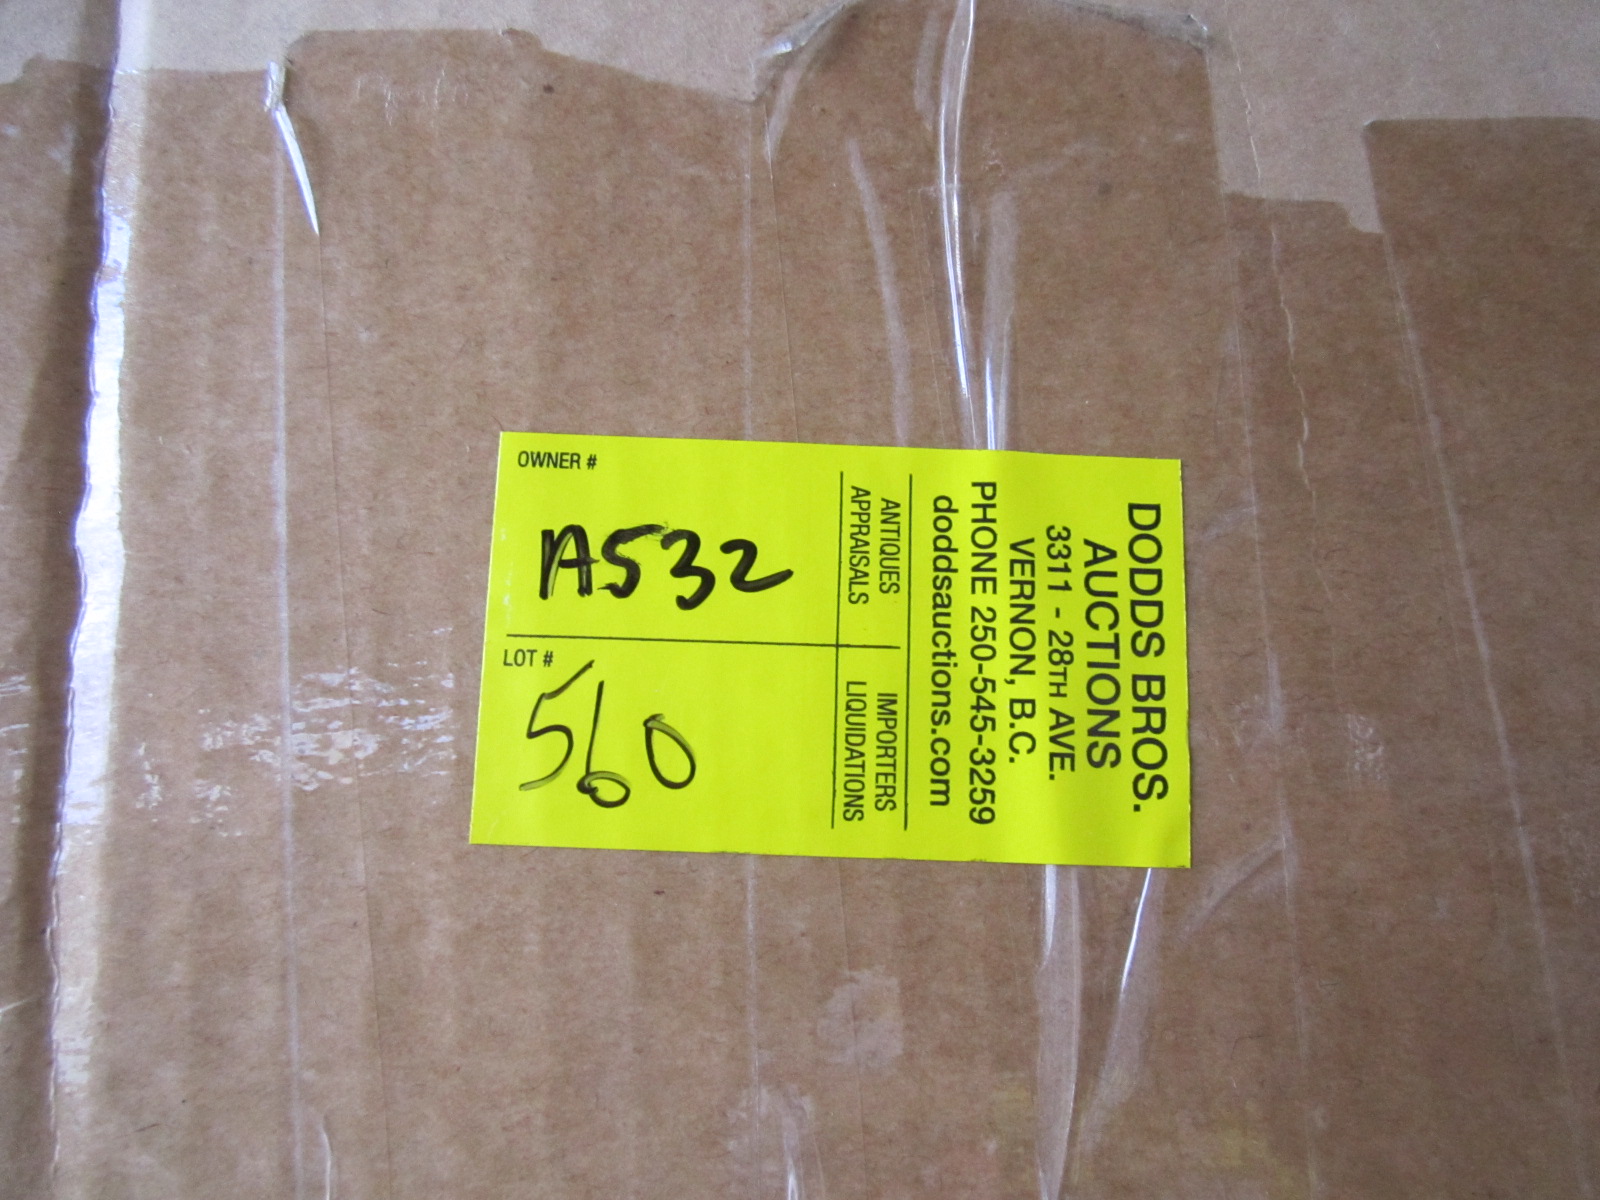 DODDS BROS.
AUCTIONS
3311 - 28TH AVE.
VERNON, B.C.
PHONE 250-545-3259
doddsauctions.com
ANTIQUES
APPRAISALS
IMPORTERS
LIQUIDATIONS
OWNER #
A532
LOT #
560